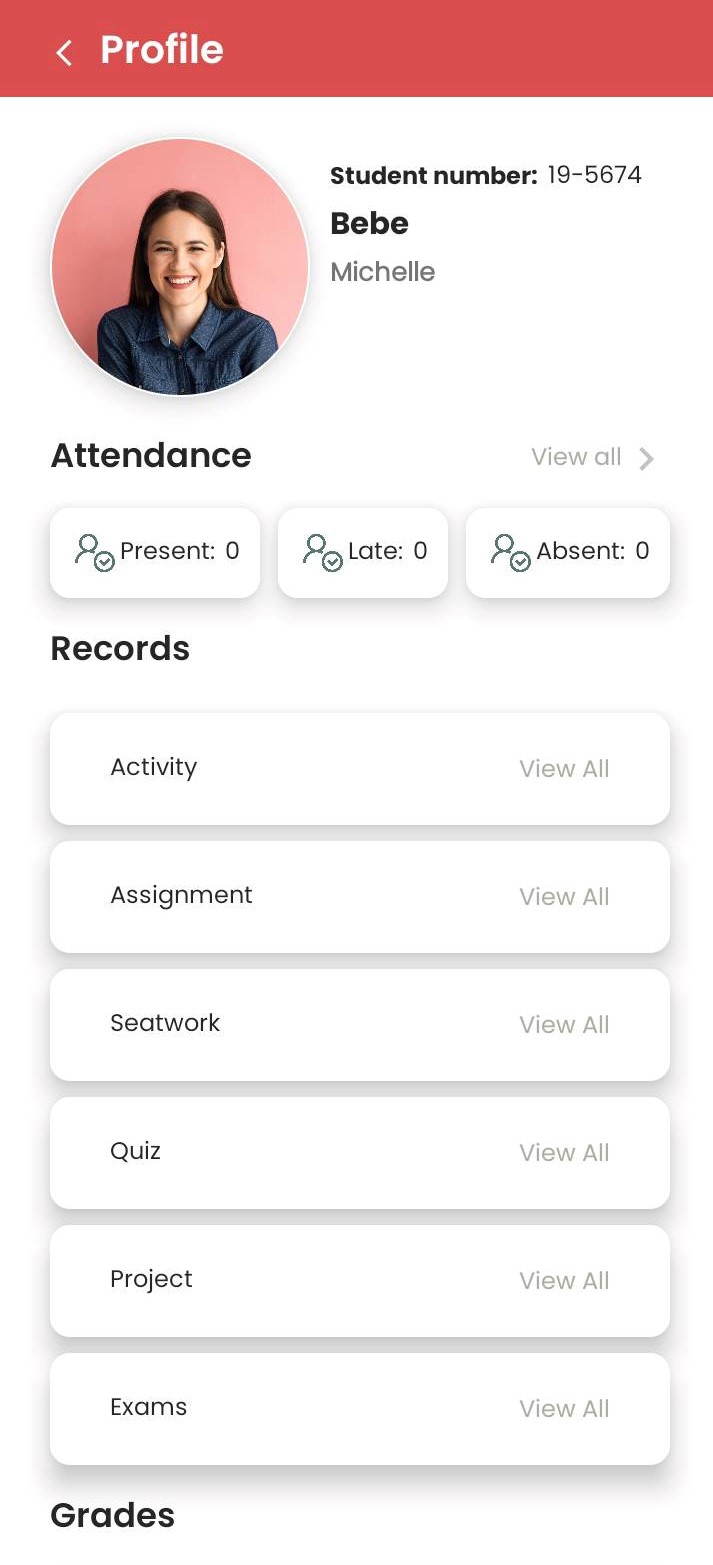 Profile
Student number: 19-5674
Bebe
Michelle
Attendance
View all
Present: 0
Late: 0
Absent: 0
Records
Activity
View All
Assignment
View All
Seatwork
View All
Quiz
View All
Project
View All
Exams
View All
Grades